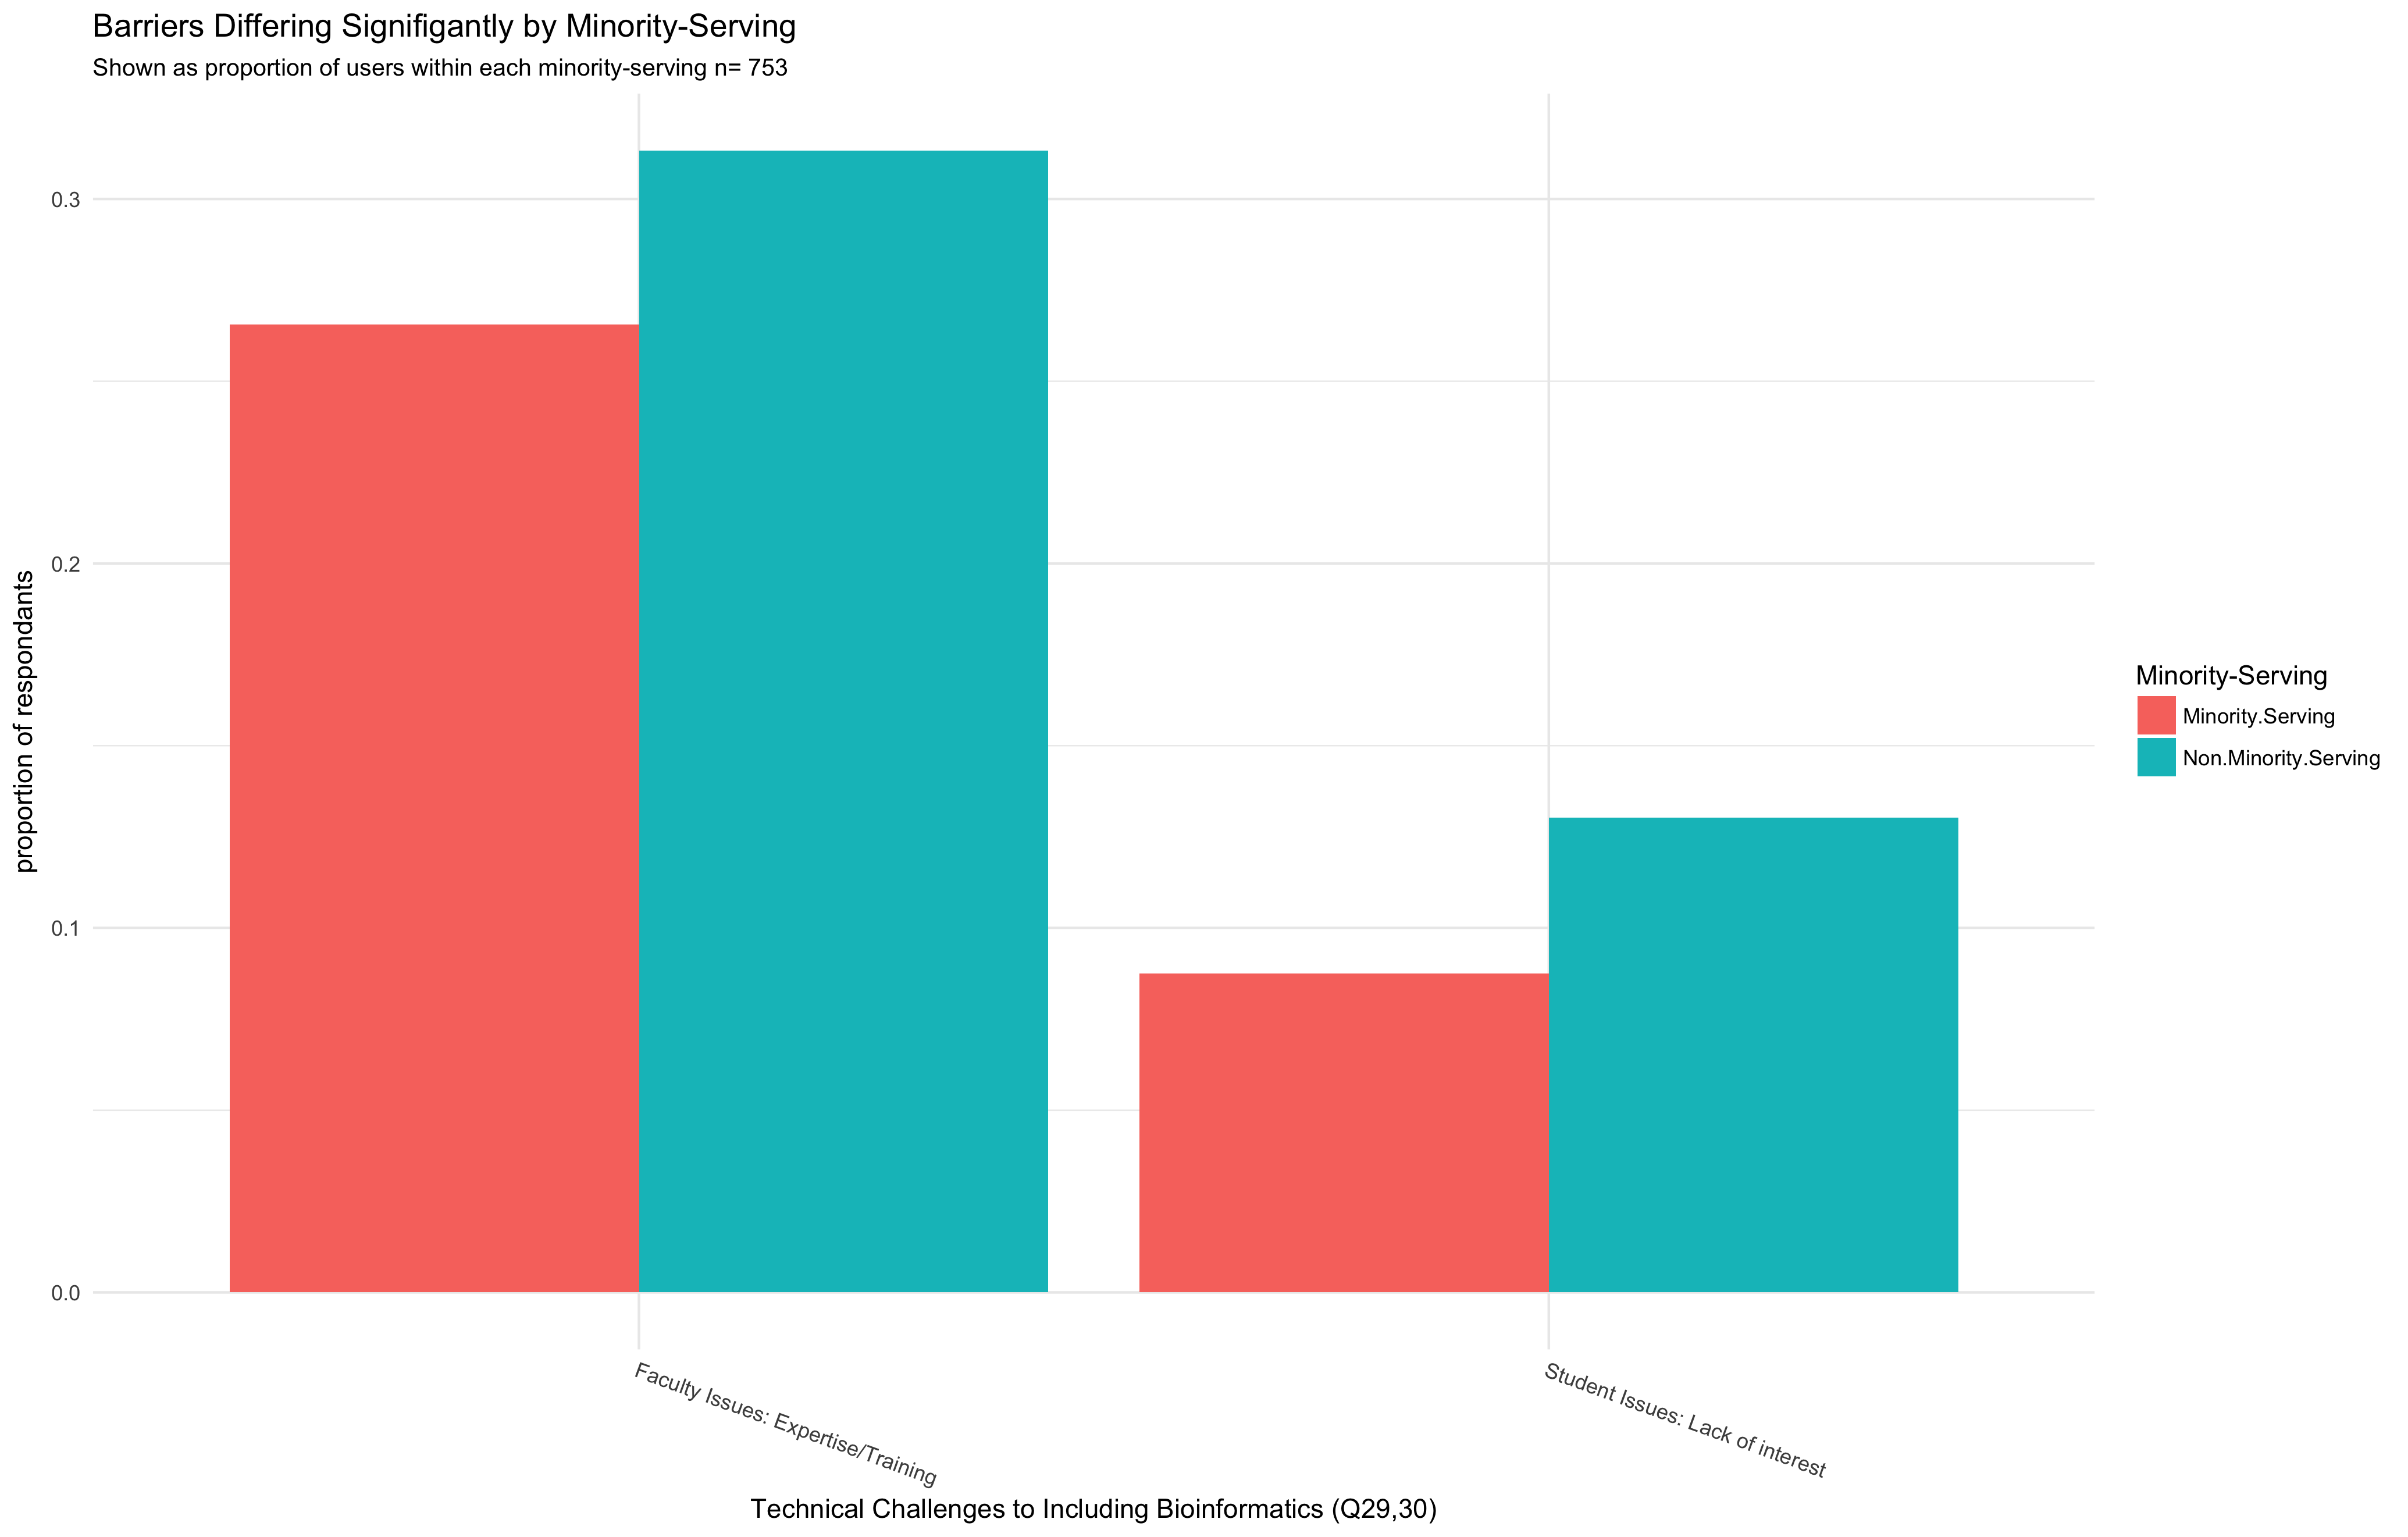 Barriers Differing Signifigantly by Minority-Serving
Shown as proportion of users within each minority-serving n= 753
proportion of respondants
0.3
0.2
0.1
0.0
Faculty Issues: Expertise/Training
Student Issues: Lack of interest
Technical Challenges to Including Bioinformatics (Q29,30)
Minority-Serving
Minority.Serving
Non.Minority.Serving